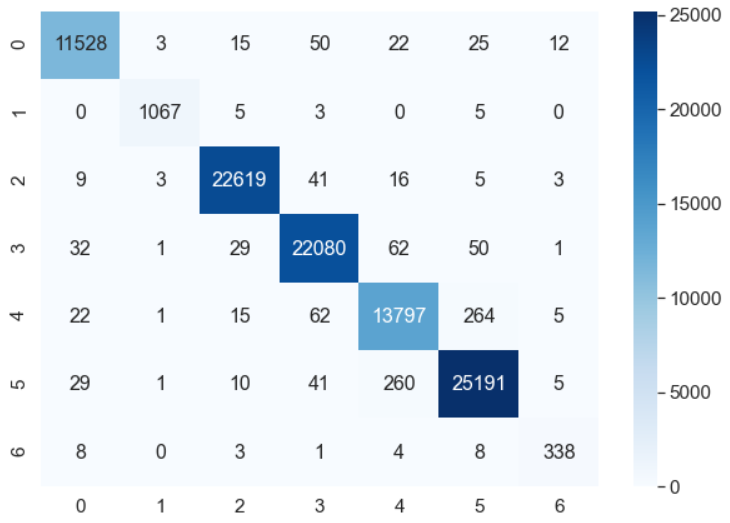 0 11528 3 15 50 22 25 12
1 0 1067 5 3 0 5 0
2 9 3 22619 41 16 5 3
3 32 1 29 22080 62 50 1
4 22 1 15 62 13797 264 5
5 29 1 10 41 260 25191 5
6 8 0 3 1 4 8 338
0 1 2 3 4 5 6
25000
20000
15000
10000
5000
0